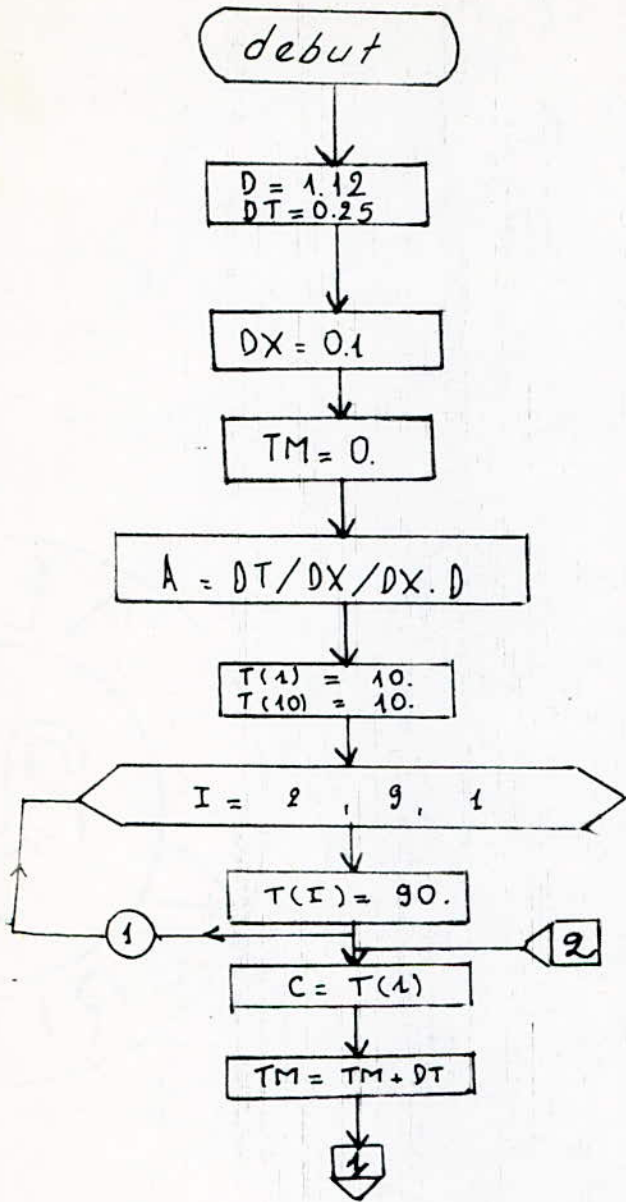 debut
D = 1.12
DT = 0.25
DX = 0.1
TM = 0.
A = DT/DX/DX.D
T(1) = 10.
T(10) = 10.
I = 2 , 9, 1
T(I) = 90.
1
2
C = T(1)
TM = TM + DT
1